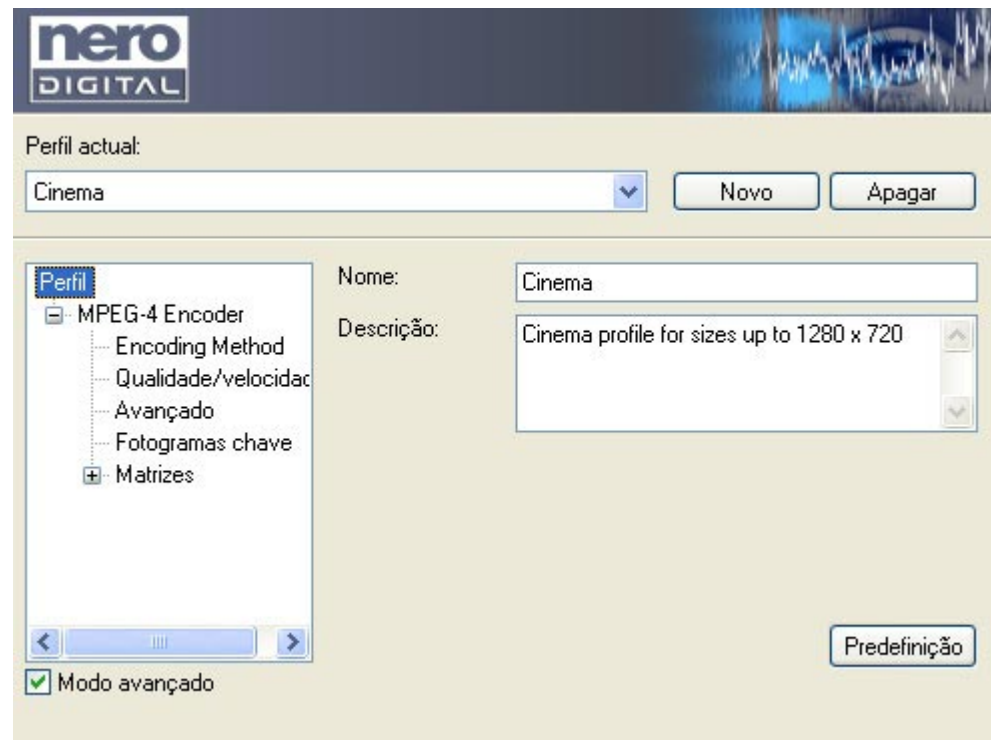 nero
DIGITAL
Perfil actual:
Cinema
Novo
Apagar
Perfil
MPEG-4 Encoder
Encoding Method
Qualidade/velocidac
Avançado
Fotogramas chave
Matrizes
Nome:
Cinema
Descrição:
Cinema profile for sizes up to 1280 x 720
Predefinição
Modo avançado